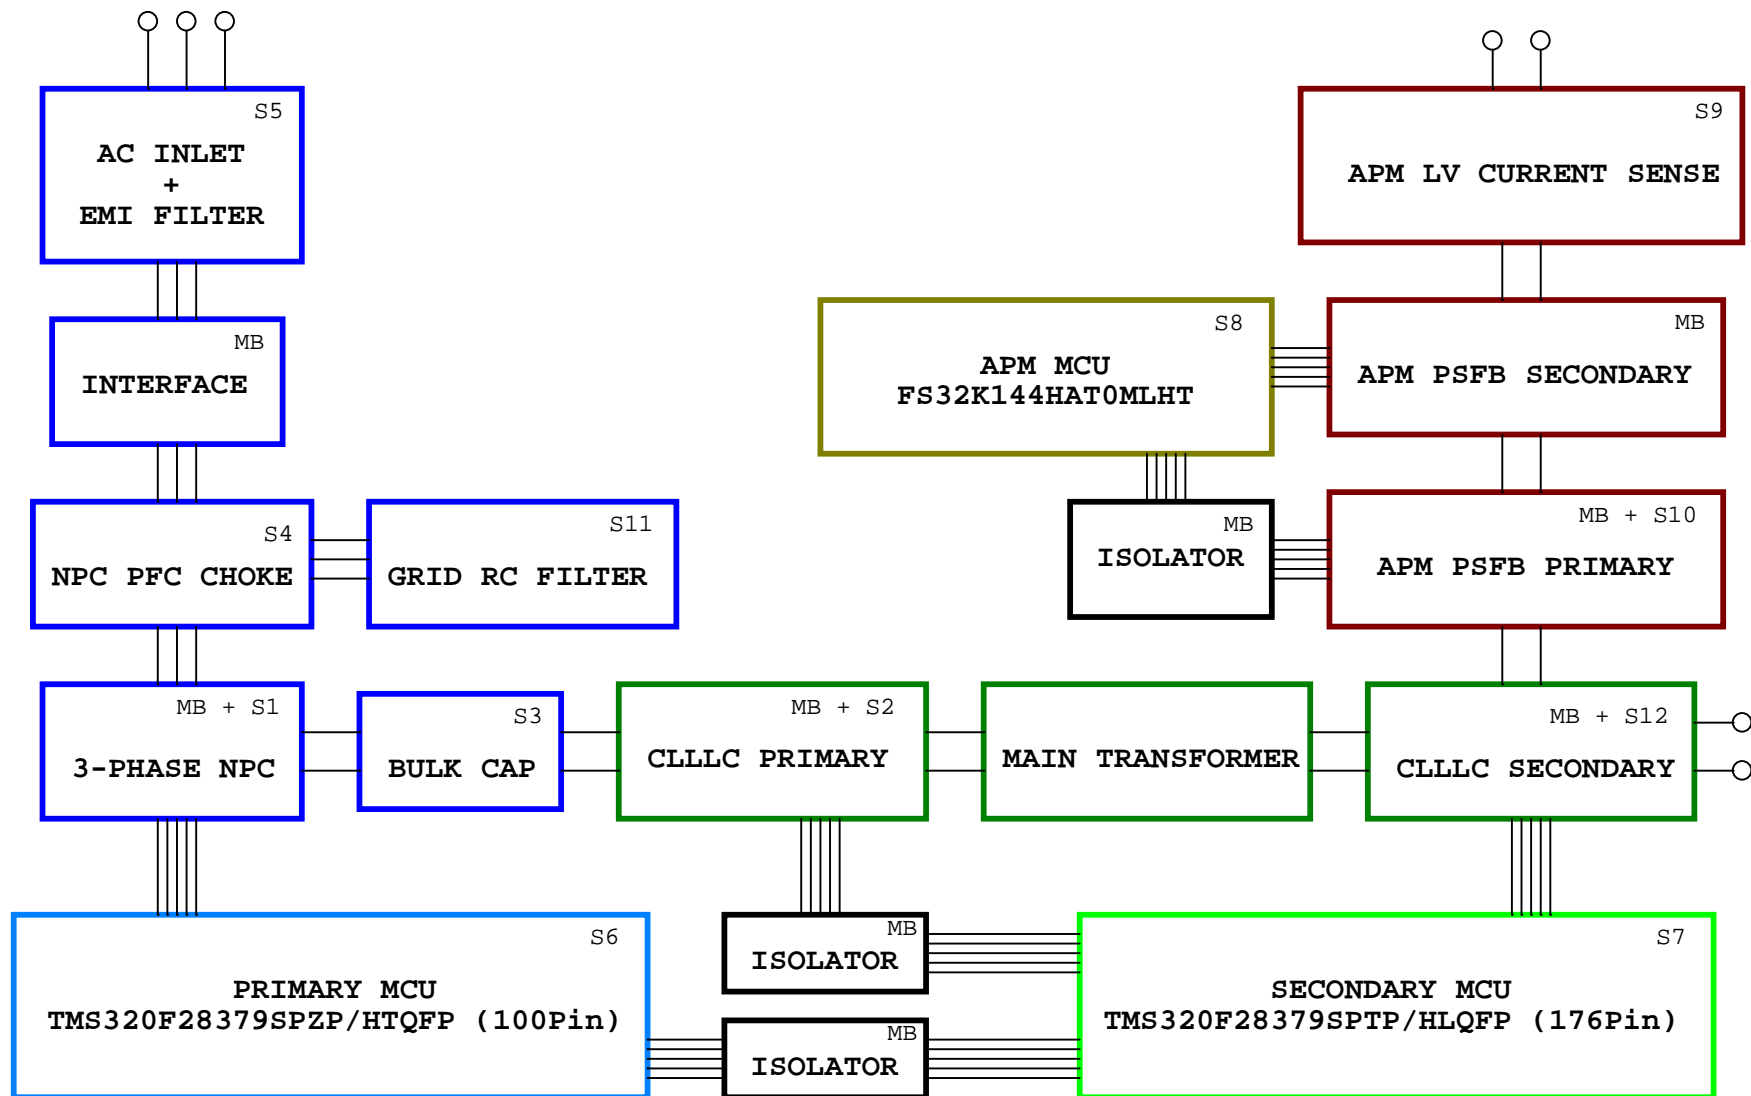 S5
AC INLET
+
EMI FILTER
S9
APM LV CURRENT SENSE
MB
INTERFACE
S8
APM MCU
FS32K144HAT0MLHT
MB
APM PSFB SECONDARY
S4
NPC PFC CHOKE
S11
GRID RC FILTER
MB
ISOLATOR
MB + S10
APM PSFB PRIMARY
MB + S1
3-PHASE NPC
S3
BULK CAP
MB + S2
CLLLC PRIMARY
MAIN TRANSFORMER
MB + S12
CLLLC SECONDARY
S6
PRIMARY MCU
TMS320F28379SPZP/HTQFP (100Pin)
MB
ISOLATOR
MB
ISOLATOR
S7
SECONDARY MCU
TMS320F28379SPTP/HLQFP (176Pin)